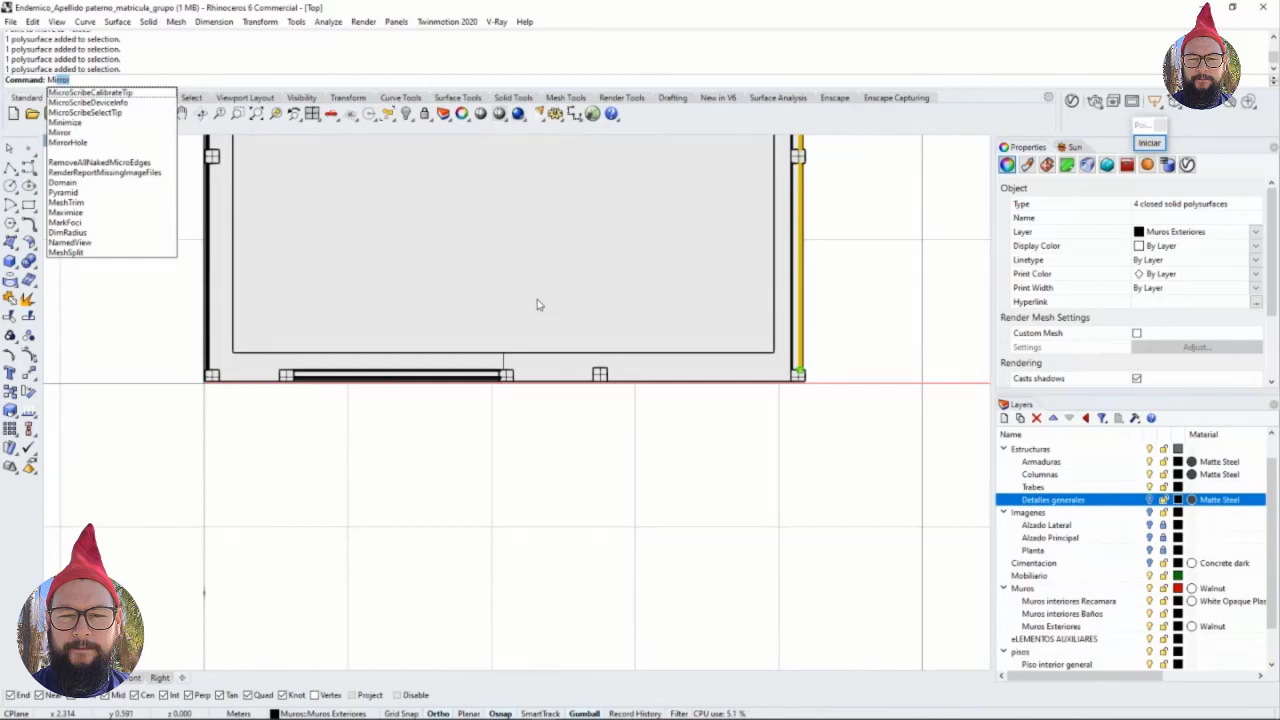 Endemico_Apellido paterno_matricula_grupo (1 MB) - Rhinoceros 6 Commercial - [Top]
File Edit View Curve Surface Solid Mesh Dimension Transform Tools Analyze Render Panels Twinmotion 2020 V-Ray Help
1 polysurface added to selection.
1 polysurface added to selection.
1 polysurface added to selection.
1 polysurface added to selection.
Command: Mirror
MicroScribeCalibrateTip
MicroScribeDeviceInfo
MicroScribeSelectTip
Minimize
Mirror
MirrorHole
RemoveAllNakedMicroEdges
RenderReportMissingImageFiles
Domain
Pyramid
MeshTrim
Maximize
MarkFoci
DimRadius
NamedView
MeshSplit
Standard Select Viewport Layout Visibility Transform Curve Tools Surface Tools Solid Tools Mesh Tools Render Tools Drafting New in V6 Surface Analysis Enscape Enscape Capturing
Poi...
Iniciar
Properties Sun
Object
Type 4 closed solid polysurfaces
Name
Layer Muros Exteriores
Display Color By Layer
Linetype By Layer
Print Color By Layer
Print Width By Layer
Hyperlink ...
Render Mesh Settings
Custom Mesh
Settings Adjust...
Rendering
Casts shadows
Layers
Name Material
Estructuras
Armaduras Matte Steel
Columnas Matte Steel
Trabes
Detalles generales Matte Steel
Imagenes
Alzado Lateral
Alzado Principal
Planta
Cimentacion Concrete dark
Mobiliario
Muros Walnut
Muros interiores Recamara White Opaque Plas
Muros interiores Baños
Muros Exteriores Walnut
eLEMENTOS AUXILIARES
pisos
Piso interior general
Right
End Mid Cen Int Perp Tan Quad Knot Vertex Project Disable
CPlane x 2.314 y 0.591 z 0.000 Meters Muros::Muros Exteriores Grid Snap Ortho Planar Osnap SmartTrack Gumball Record History Filter CPU use: 5.1 %